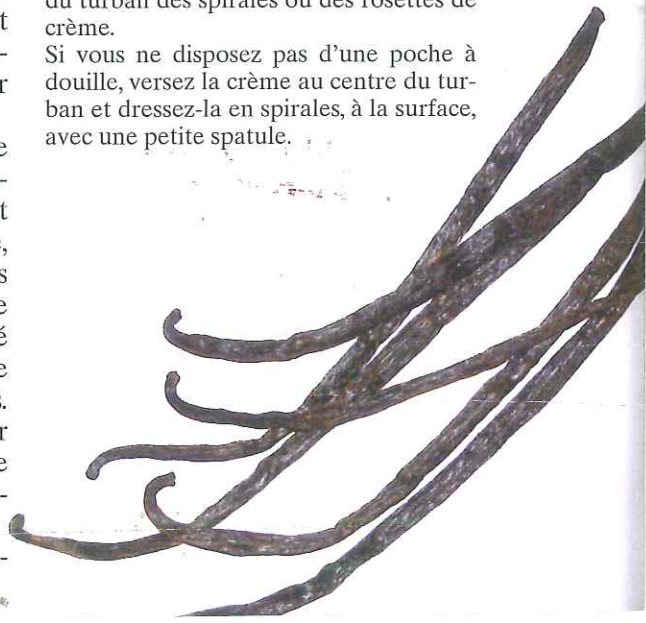 du turban des spirales ou des rosettes de
crème.
Si vous ne disposez pas d'une poche à
douille, versez la crème au centre du tur-
ban et dressez-la en spirales, à la surface,
avec une petite spatule.